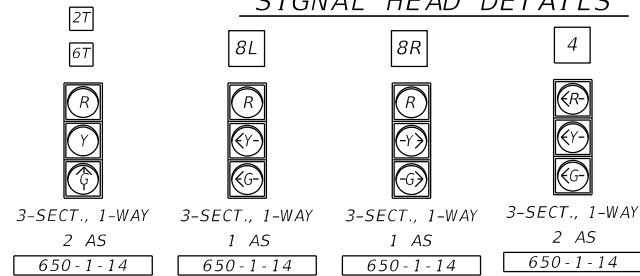 SIGNAL HEAD DETAILS
2T
6T
8L
8R
4
R
R
R
<R-
Y
<Y-
-Y>
<Y-
G
<G-
-G>
<G-
3-SECT., 1-WAY
3-SECT., 1-WAY
3-SECT., 1-WAY
3-SECT., 1-WAY
2 AS
1 AS
1 AS
2 AS
650-1-14
650-1-14
650-1-14
650-1-14